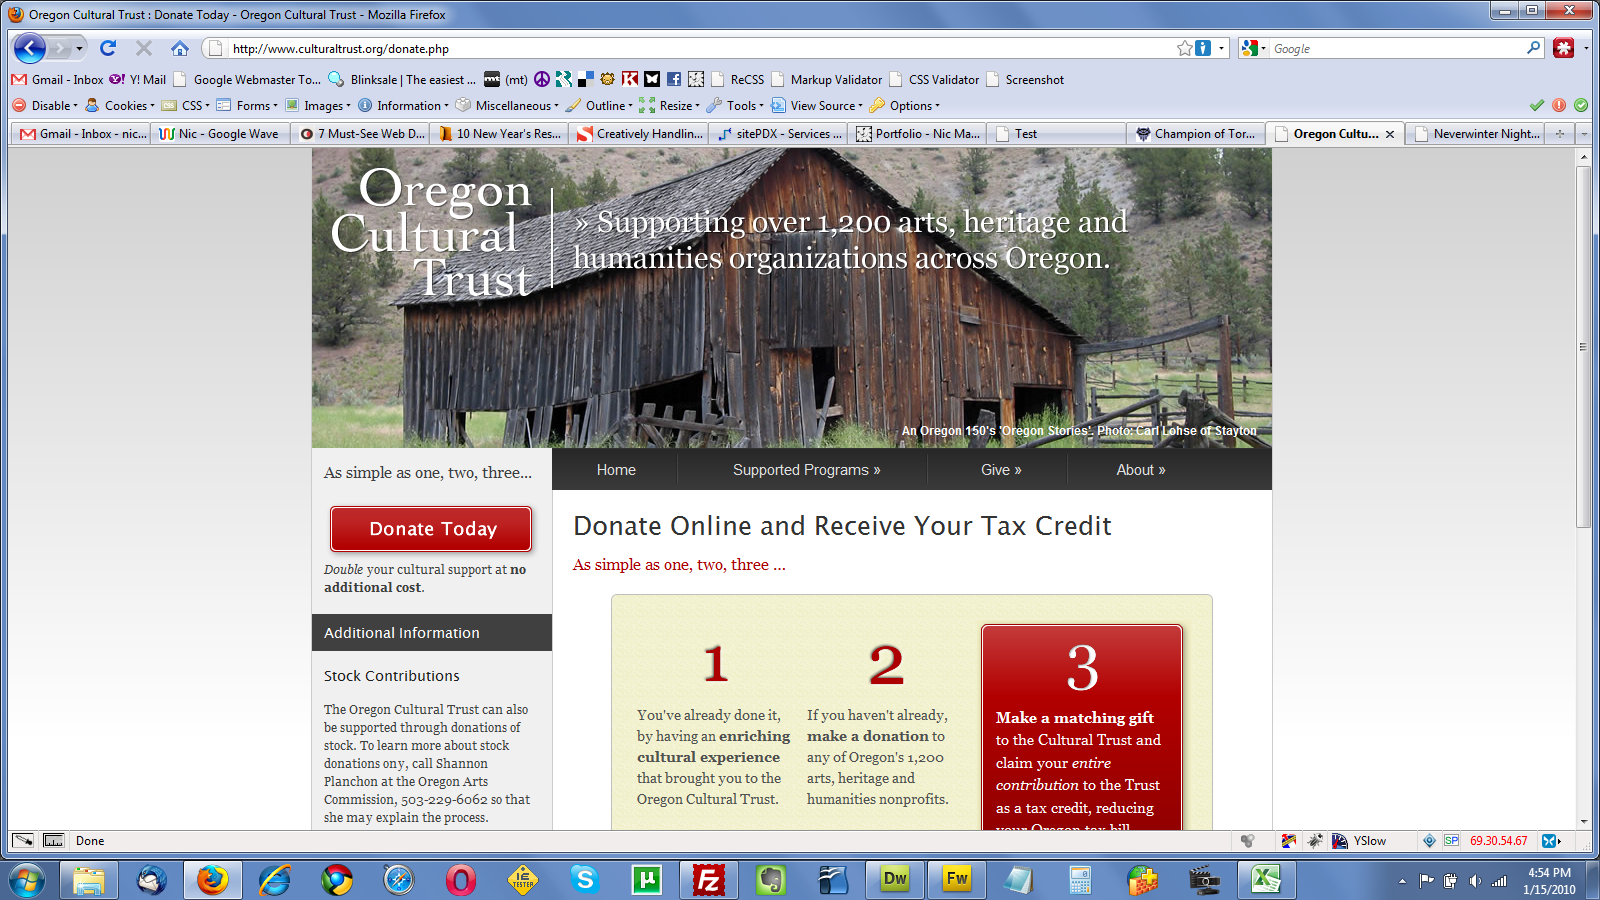 Oregon Cultural Trust : Donate Today - Oregon Cultural Trust - Mozilla Firefox
http://www.culturaltrust.org/donate.php
Google
Gmail - Inbox
Y! Mail
Google Webmaster To...
Blinksale | The easiest ...
(mt)
ReCSS
Markup Validator
CSS Validator
Screenshot
Disable
Cookies
CSS
Forms
Images
Information
Miscellaneous
Outline
Resize
Tools
View Source
Options
Gmail - Inbox - nic...
Nic - Google Wave
7 Must-See Web D...
10 New Year's Res...
Creatively Handlin...
sitePDX - Services ...
Portfolio - Nic Ma...
Test
Champion of Tor...
Oregon Cultu...
Neverwinter Night...
Oregon
Cultural
Trust
» Supporting over 1,200 arts, heritage and
humanities organizations across Oregon.
An Oregon 150's 'Oregon Stories'. Photo: Carl Lohse of Stayton
Home
Supported Programs »
Give »
About »
As simple as one, two, three...
Donate Today
Double your cultural support at no
additional cost.
Additional Information
Stock Contributions
The Oregon Cultural Trust can also
be supported through donations of
stock. To learn more about stock
donations ony, call Shannon
Planchon at the Oregon Arts
Commission, 503-229-6062 so that
she may explain the process.
Donate Online and Receive Your Tax Credit
As simple as one, two, three ...
1
You've already done it,
by having an enriching
cultural experience
that brought you to the
Oregon Cultural Trust.
2
If you haven't already,
make a donation to
any of Oregon's 1,200
arts, heritage and
humanities nonprofits.
3
Make a matching gift
to the Cultural Trust and
claim your entire
contribution to the Trust
as a tax credit, reducing
your Oregon tax bill
Done
YSlow
SP
69.30.54.67
IE
TESTER
Dw
Fw
4:54 PM
1/15/2010